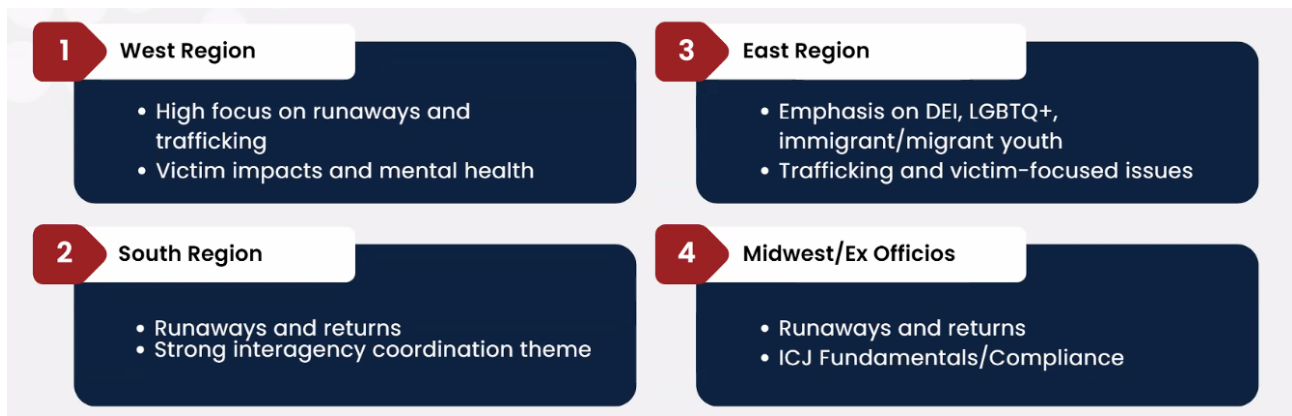 1
West Region
• High focus on runaways and
trafficking
• Victim impacts and mental health
2
South Region
• Runaways and returns
• Strong interagency coordination theme
3
East Region
• Emphasis on DEI, LGBTQ+,
immigrant/migrant youth
• Trafficking and victim-focused issues
4
Midwest/Ex Officios
• Runaways and returns
• ICJ Fundamentals/Compliance